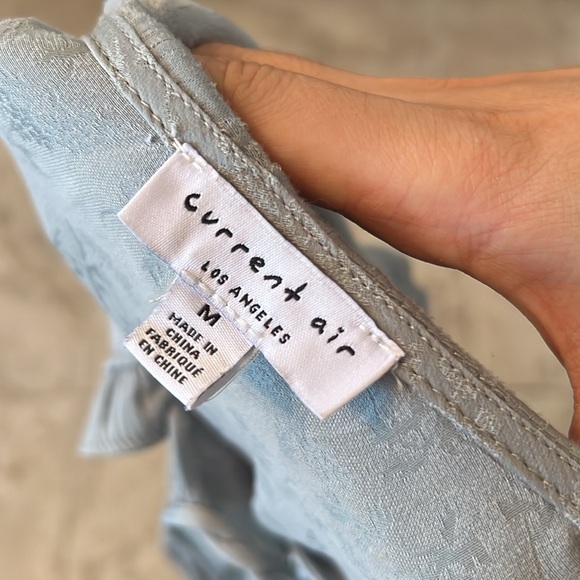 Current air
LOS ANGELES
M
MADE IN
CHINA
FABRIQUÉ
EN CHINE